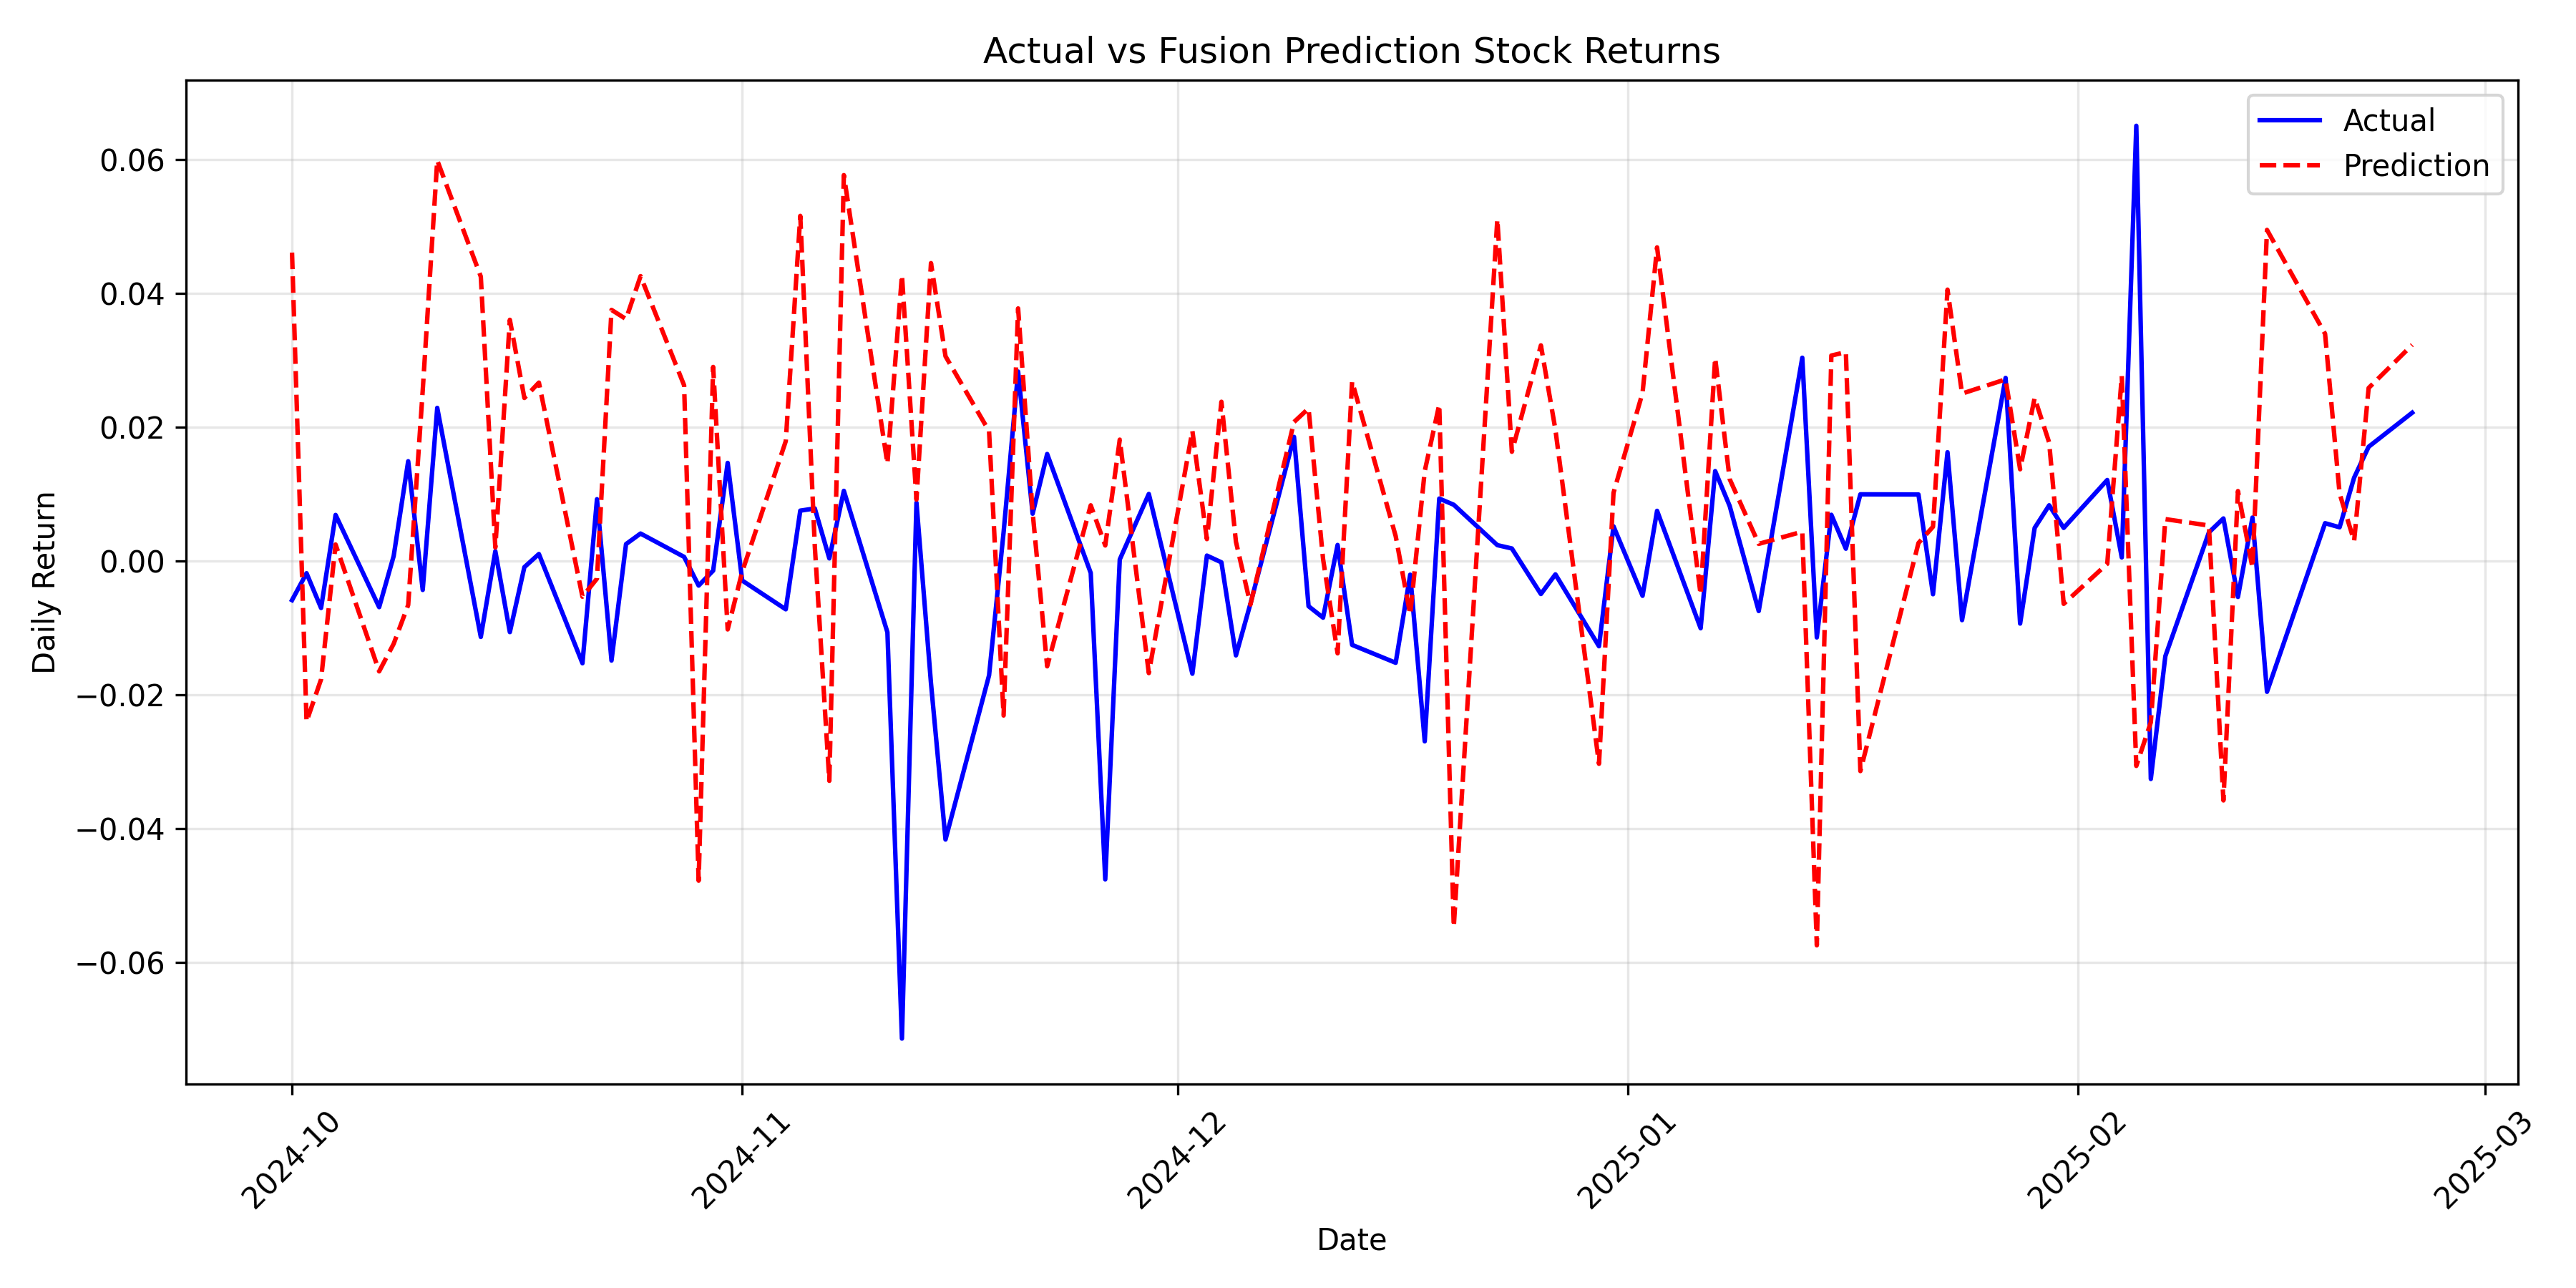 Actual vs Fusion Prediction Stock Returns
Actual
Prediction
0.06
0.04
0.02
0.00
−0.02
−0.04
−0.06
Daily Return
2024-10
2024-11
2024-12
2025-01
2025-02
2025-03
Date